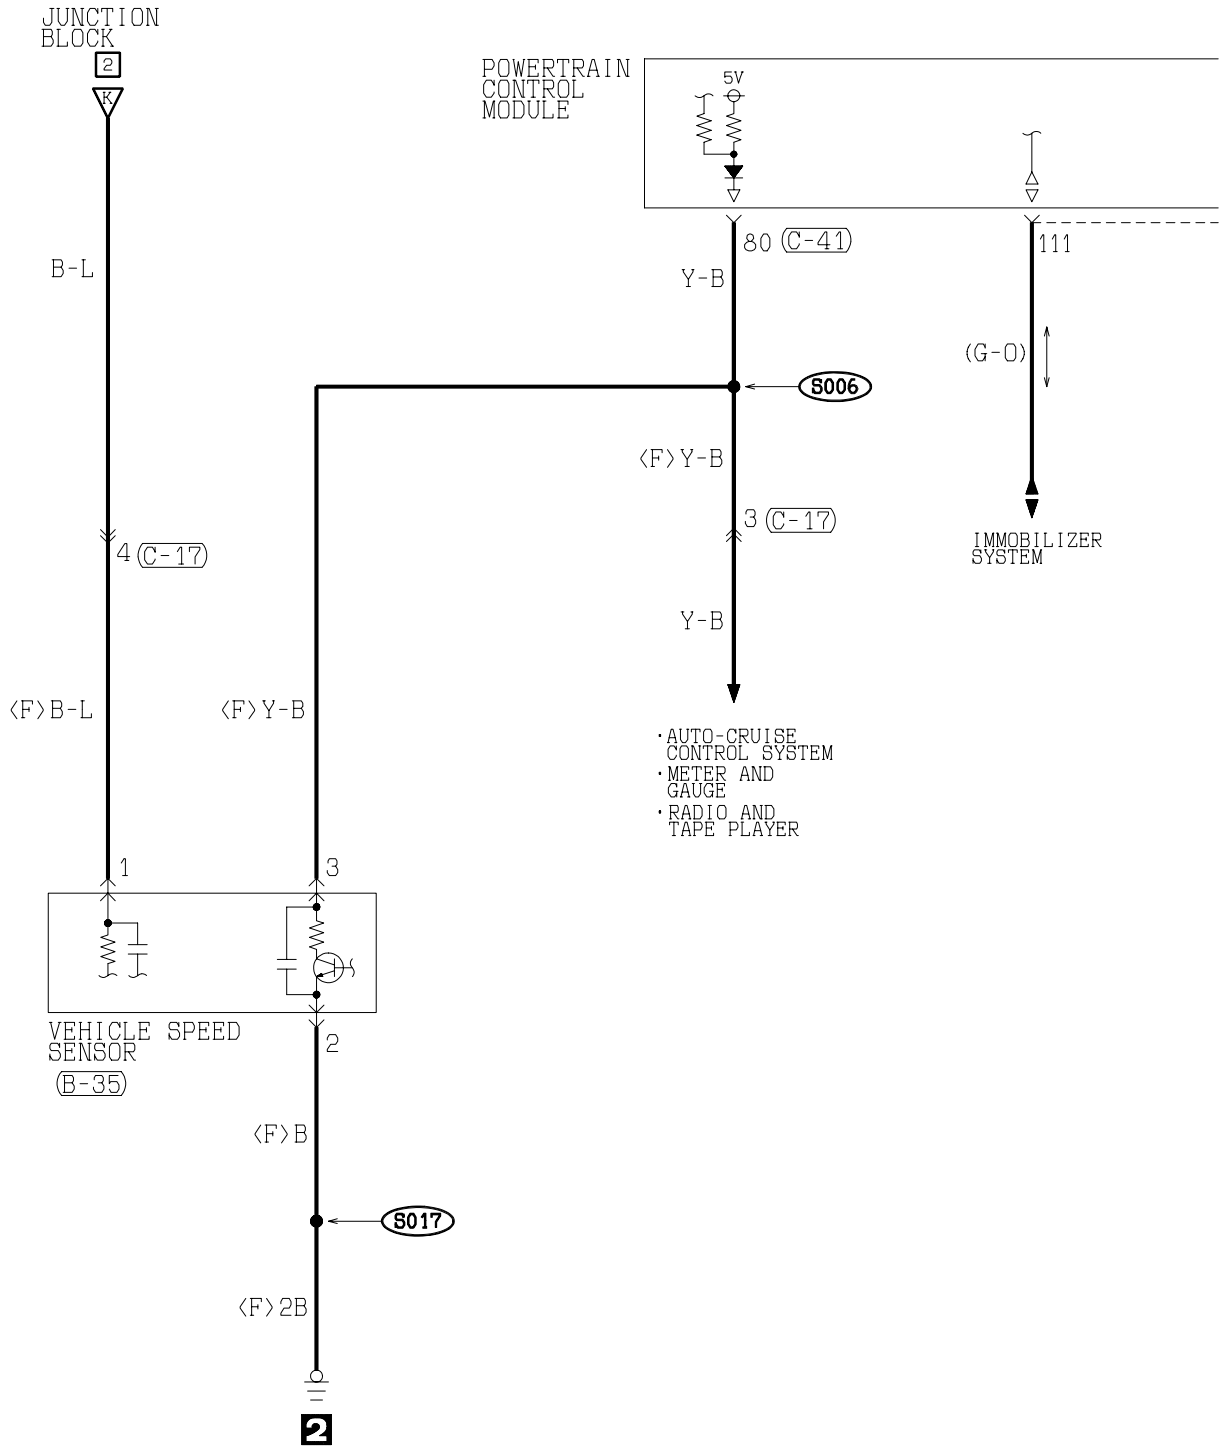 JUNCTION
BLOCK
2
K
POWERTRAIN
CONTROL
MODULE
5V
80 (C-41)
111
B-L
Y-B
(G-O)
S006
〈F〉Y-B
3 (C-17)
4 (C-17)
IMMOBILIZER
SYSTEM
Y-B
〈F〉B-L
〈F〉Y-B
・AUTO-CRUISE
CONTROL SYSTEM
・METER AND
GAUGE
・RADIO AND
TAPE PLAYER
1
3
VEHICLE SPEED
SENSOR
2
(B-35)
〈F〉B
S017
〈F〉2B
2